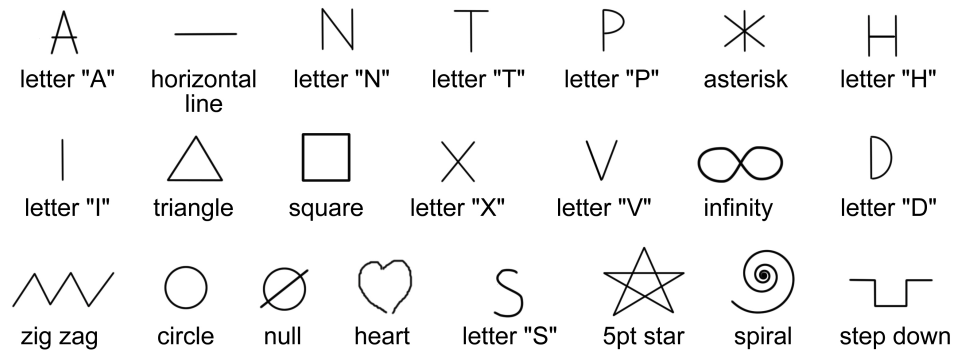 letter "A" horizontal line letter "N" letter "T" letter "P" asterisk letter "H"
letter "I" triangle square letter "X" letter "V" infinity letter "D"
zig zag circle null heart letter "S" 5pt star spiral step down